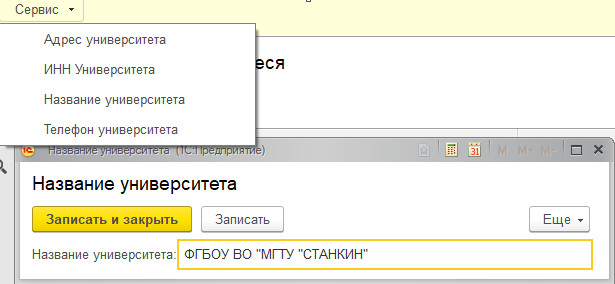 Сервис
Адрес университета
ИНН Университета
еся
Название университета
Телефон университета
Название университета (1С:Предприятие)
M M+ M-
Название университета
Записать и закрыть Записать Еще
Название университета: ФГБОУ ВО "МГТУ "СТАНКИН"